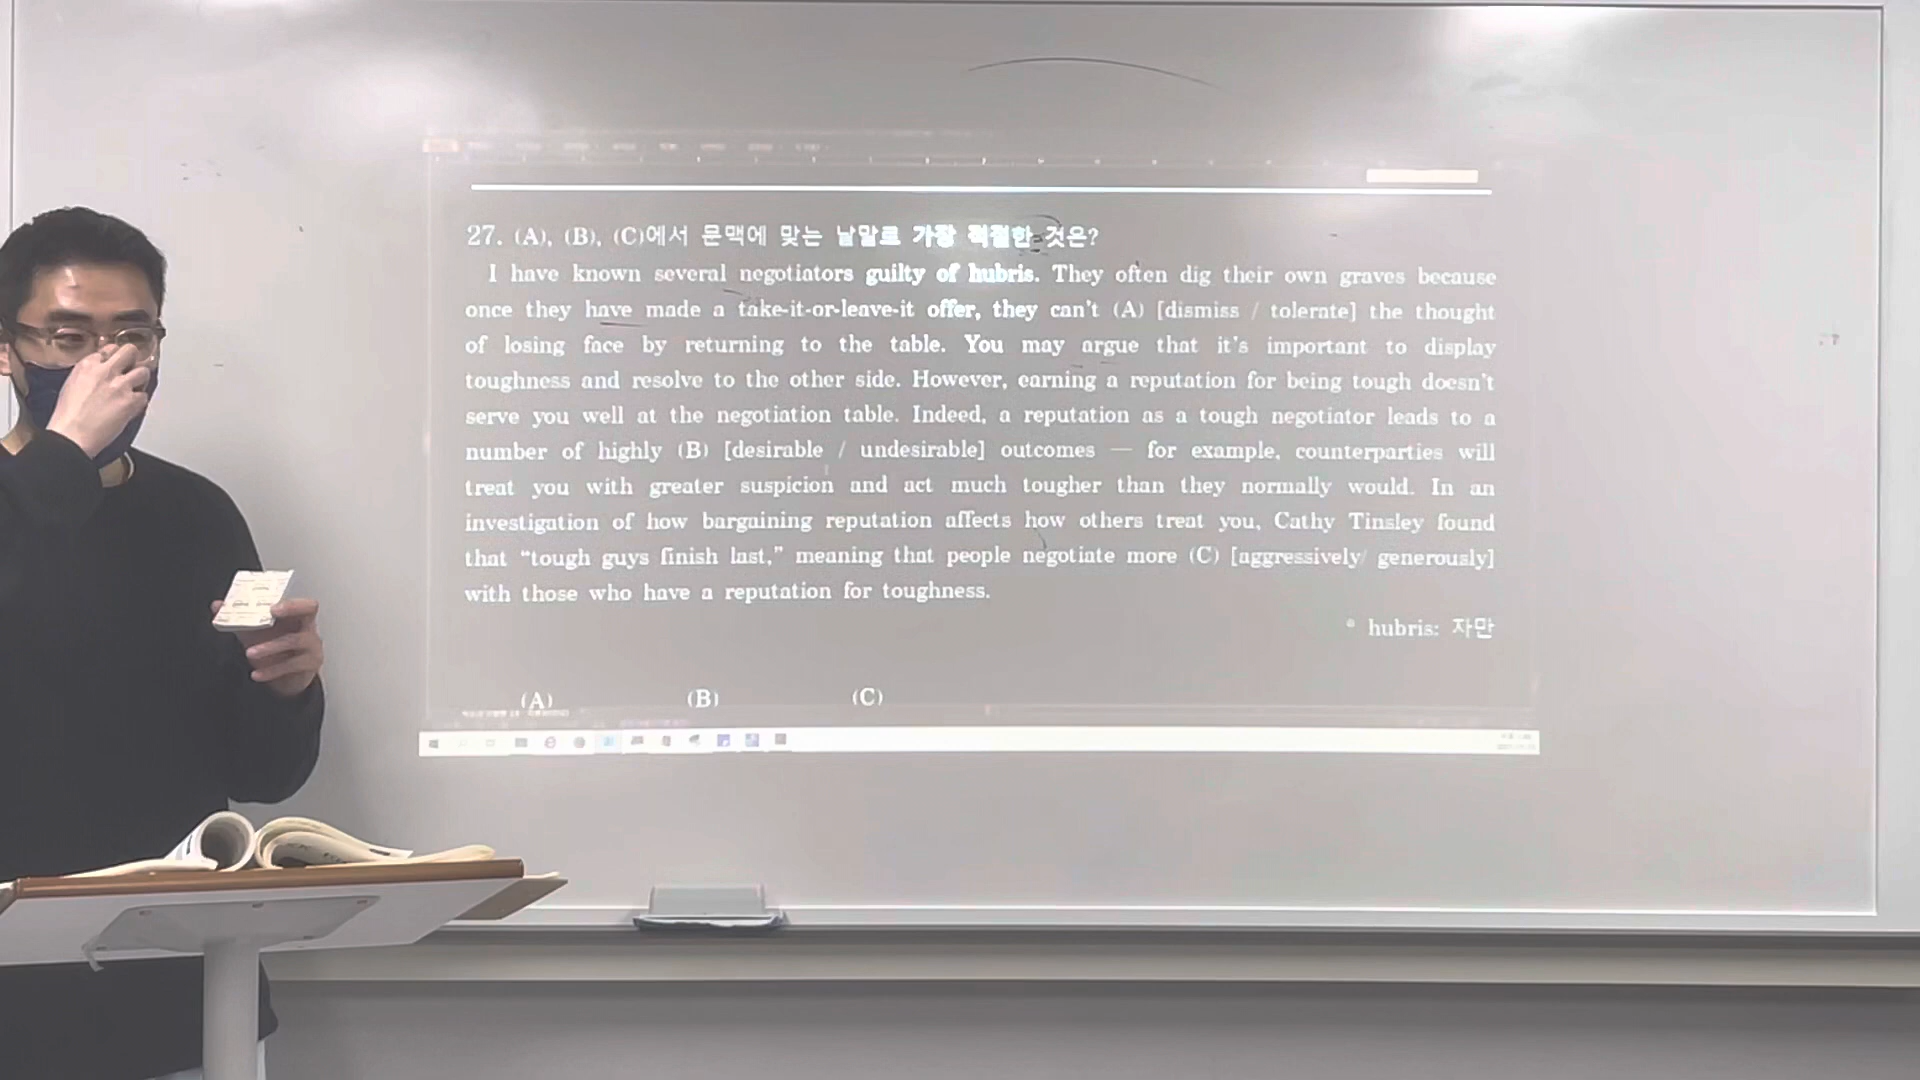 27. (A), (B), (C)에서 문맥에 맞는 낱말로 가장 적절한 것은?
I have known several negotiators guilty of hubris. They often dig their own graves because
once they have made a take-it-or-leave-it offer, they can't (A) [dismiss / tolerate] the thought
of losing face by returning to the table. You may argue that it's important to display
toughness and resolve to the other side. However, earning a reputation for being tough doesn't
serve you well at the negotiation table. Indeed, a reputation as a tough negotiator leads to a
number of highly (B) [desirable / undesirable] outcomes — for example, counterparties will
treat you with greater suspicion and act much tougher than they normally would. In an
investigation of how bargaining reputation affects how others treat you, Cathy Tinsley found
that “tough guys finish last,” meaning that people negotiate more (C) [aggressively/ generously]
with those who have a reputation for toughness.
* hubris: 자만
(A) (B) (C)